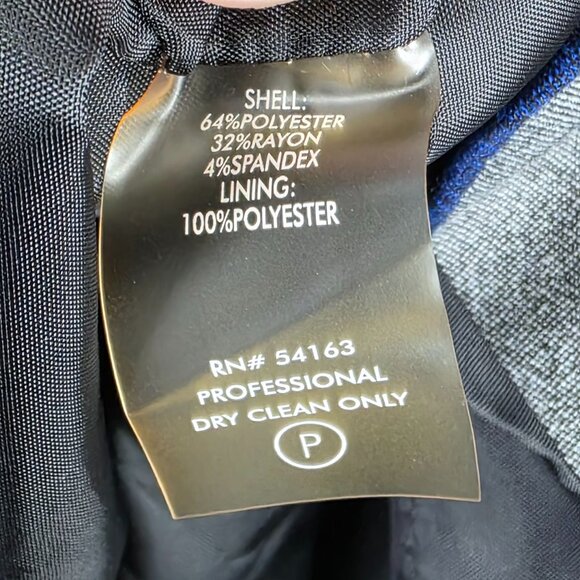 SHELL:
64%POLYESTER
32%RAYON
4%SPANDEX
LINING:
100%POLYESTER
RN# 54163
PROFESSIONAL
DRY CLEAN ONLY
P